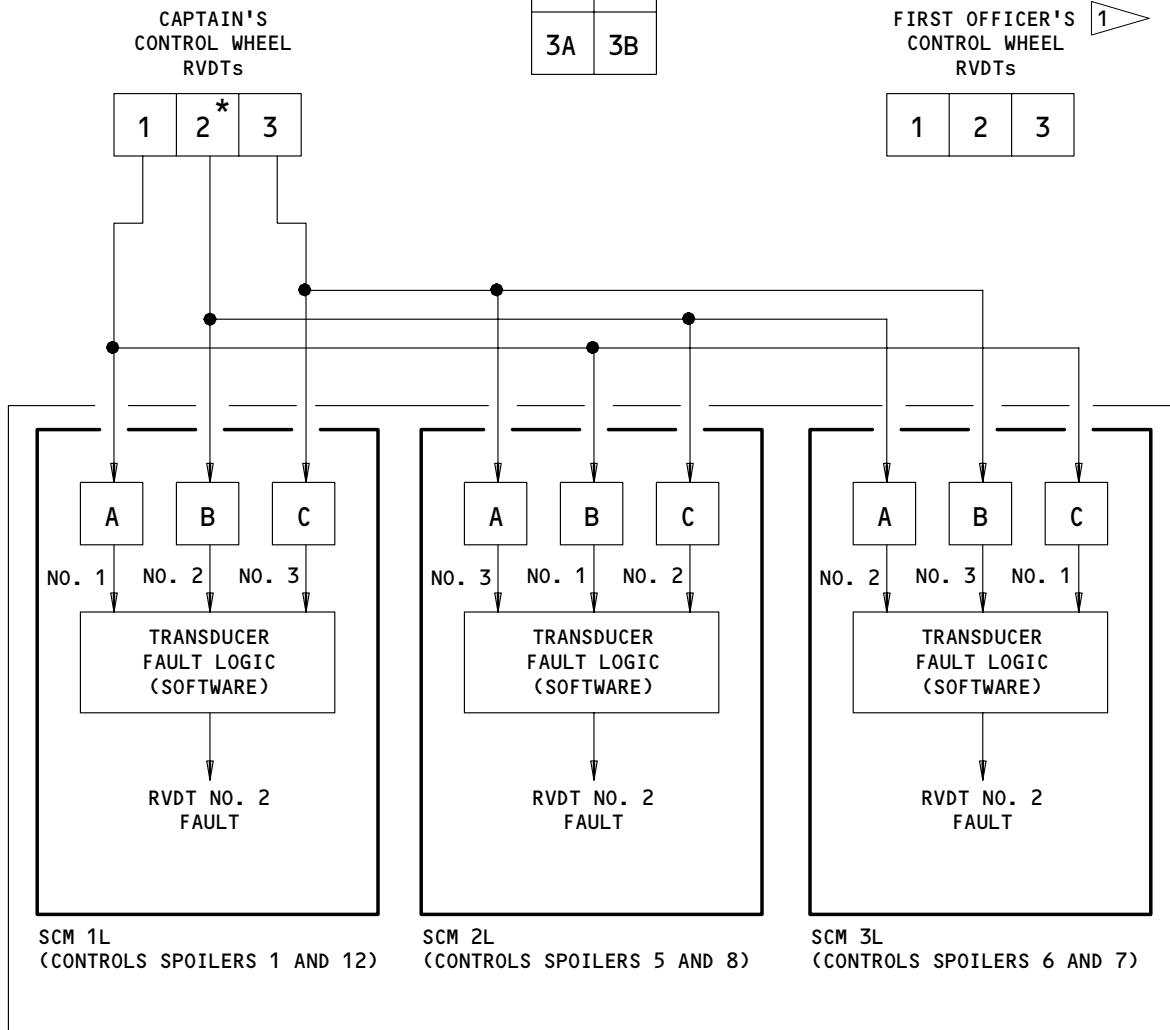 CAPTAIN'S
CONTROL WHEEL
RVDTs
1 2* 3
3A 3B
FIRST OFFICER'S 1
CONTROL WHEEL
RVDTs
1 2 3
A B C
NO. 1 NO. 2 NO. 3
TRANSDUCER
FAULT LOGIC
(SOFTWARE)
RVDT NO. 2
FAULT
SCM 1L
(CONTROLS SPOILERS 1 AND 12)
A B C
NO. 3 NO. 1 NO. 2
TRANSDUCER
FAULT LOGIC
(SOFTWARE)
RVDT NO. 2
FAULT
SCM 2L
(CONTROLS SPOILERS 5 AND 8)
A B C
NO. 2 NO. 3 NO. 1
TRANSDUCER
FAULT LOGIC
(SOFTWARE)
RVDT NO. 2
FAULT
SCM 3L
(CONTROLS SPOILERS 6 AND 7)